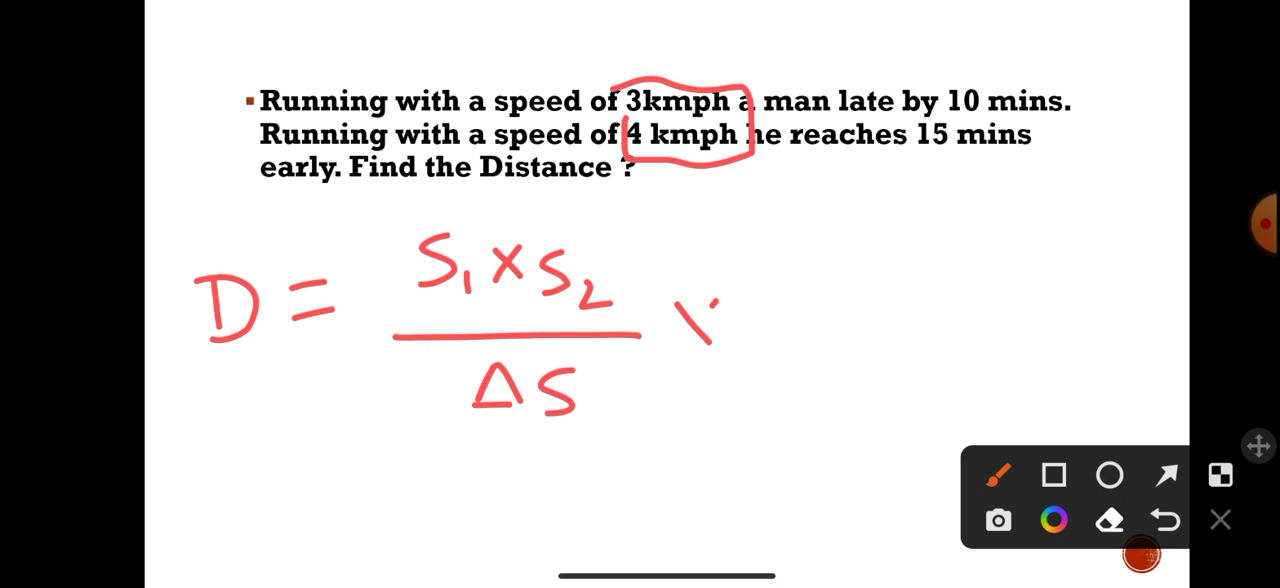 Running with a speed of 3kmph a man late by 10 mins.
Running with a speed of 4 kmph he reaches 15 mins
early. Find the Distance ?
D = S₁ × S₂
ΔS